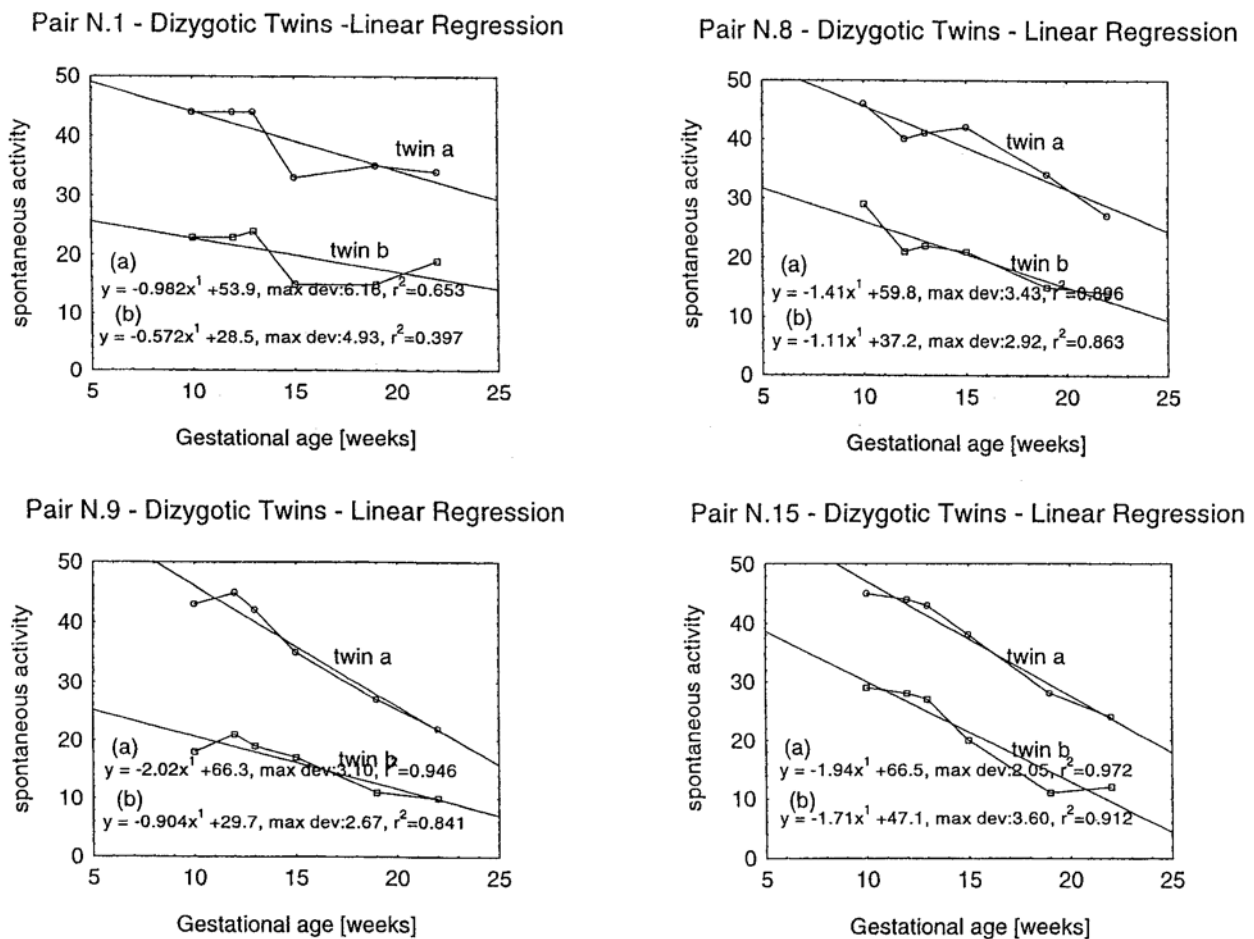 Pair N.1 - Dizygotic Twins -Linear Regression
50
40
30
20
10
0
spontaneous activity
twin a
twin b
(a)
y = -0.982x¹ +53.9, max dev:6.16, r²=0.653
(b)
y = -0.572x¹ +28.5, max dev:4.93, r²=0.397
5 10 15 20 25
Gestational age [weeks]
Pair N.8 - Dizygotic Twins - Linear Regression
50
40
30
20
10
0
spontaneous activity
twin a
twin b
(a)
y = -1.41x¹ +59.8, max dev:3.43, r²=0.896
(b)
y = -1.11x¹ +37.2, max dev:2.92, r²=0.863
5 10 15 20 25
Gestational age [weeks]
Pair N.9 - Dizygotic Twins - Linear Regression
50
40
30
20
10
0
spontaneous activity
twin a
twin b
(a)
y = -2.02x¹ +66.3, max dev:3.10, r²=0.946
(b)
y = -0.904x¹ +29.7, max dev:2.67, r²=0.841
5 10 15 20 25
Gestational age [weeks]
Pair N.15 - Dizygotic Twins - Linear Regression
50
40
30
20
10
0
spontaneous activity
twin a
twin b
(a)
y = -1.94x¹ +66.5, max dev:2.05, r²=0.972
(b)
y = -1.71x¹ +47.1, max dev:3.60, r²=0.912
5 10 15 20 25
Gestational age [weeks]